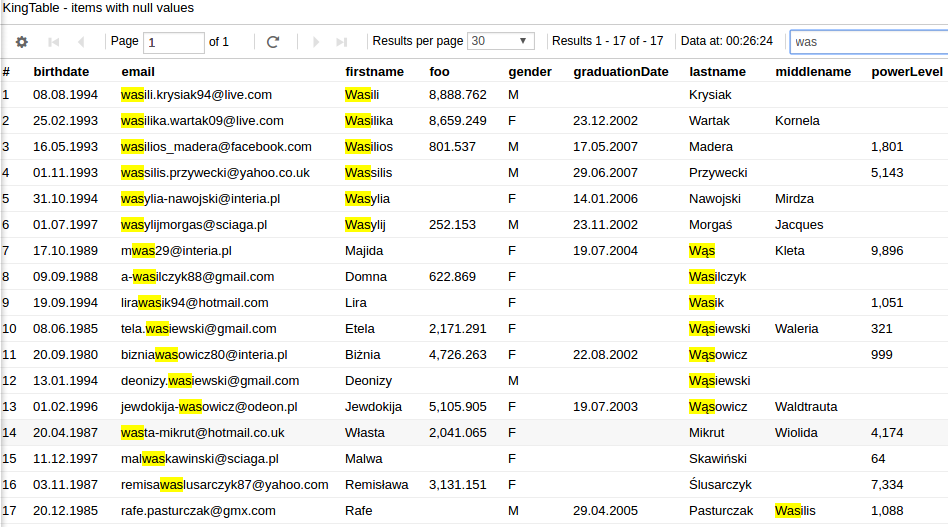 KingTable - items with null values
Page 1 of 1 Results per page 30 Results 1 - 17 of - 17 Data at: 00:26:24 was
# birthdate email firstname foo gender graduationDate lastname middlename powerLevel
1 08.08.1994 wasili.krysiak94@live.com Wasili 8,888.762 M Krysiak
2 25.02.1993 wasilika.wartak09@live.com Wasilika 8,659.249 F 23.12.2002 Wartak Kornela
3 16.05.1993 wasilios_madera@facebook.com Wasilios 801.537 M 17.05.2007 Madera 1,801
4 01.11.1993 wassilis.przywecki@yahoo.co.uk Wassilis M 29.06.2007 Przywecki 5,143
5 31.10.1994 wasylia-nawojski@interia.pl Wasylia F 14.01.2006 Nawojski Mirdza
6 01.07.1997 wasylijmorgas@sciaga.pl Wasylij 252.153 M 23.11.2002 Morgaś Jacques
7 17.10.1989 mwas29@interia.pl Majida F 19.07.2004 Wąs Kleta 9,896
8 09.09.1988 a-wasilczyk88@gmail.com Domna 622.869 F Wasilczyk
9 19.09.1994 lirawasik94@hotmail.com Lira F Wasik 1,051
10 08.06.1985 tela.wasiewski@gmail.com Etela 2,171.291 F Wąsiewski Waleria 321
11 20.09.1980 bizniawasowicz80@interia.pl Biżnia 4,726.263 F 22.08.2002 Wąsowicz 999
12 13.01.1994 deonizy.wasiewski@gmail.com Deonizy M Wąsiewski
13 01.02.1996 jewdokija-wasowicz@odeon.pl Jewdokija 5,105.905 F 19.07.2003 Wąsowicz Waldtrauta
14 20.04.1987 wasta-mikrut@hotmail.co.uk Własta 2,041.065 F Mikrut Wiolida 4,174
15 11.12.1997 malwaskawinski@sciaga.pl Malwa F Skawiński 64
16 03.11.1987 remisawaslusarczyk87@yahoo.com Remisława 3,131.151 F Ślusarczyk 7,334
17 20.12.1985 rafe.pasturczak@gmx.com Rafe M 29.04.2005 Pasturczak Wasilis 1,088